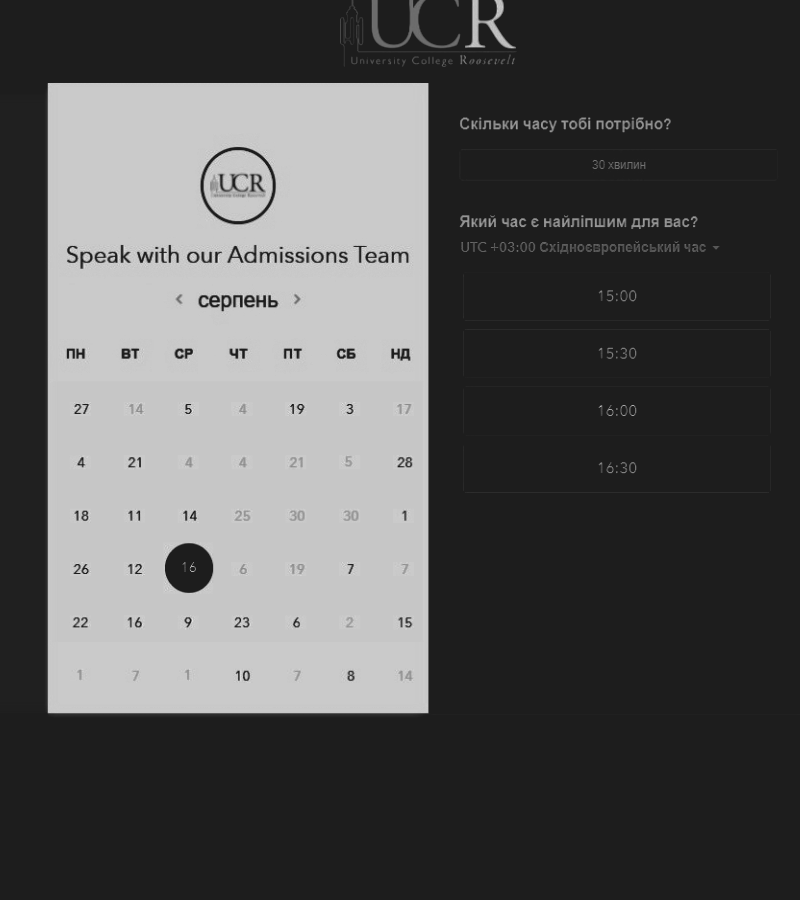 UCR
University College Roosevelt
UCR
Speak with our Admissions Team
серпень
ПН ВТ СР ЧТ ПТ СБ НД
27 14 5 4 19 3 17
4 21 4 4 21 5 28
18 11 14 25 30 30 1
26 12 16 6 19 7 7
22 16 9 23 6 2 15
1 7 1 10 7 8 14
Скільки часу тобі потрібно?
30 хвилин
Який час є найліпшим для вас?
UTC +03:00 Східноєвропейський час
15:00
15:30
16:00
16:30